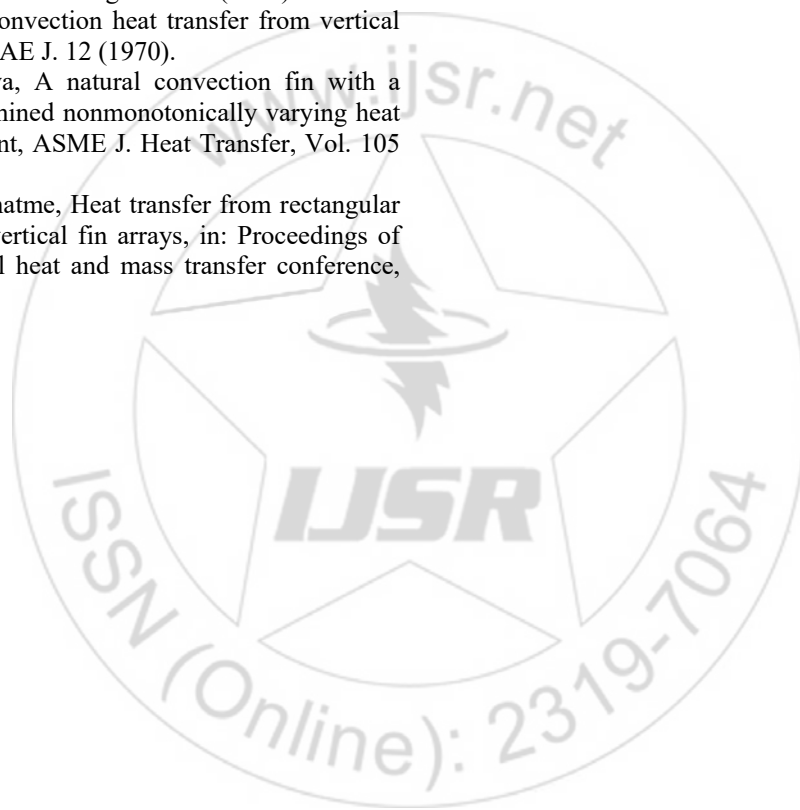 onvection heat transfer from vertical
AE J. 12 (1970).
va, A natural convection fin with a
nined nonmonotonically varying heat
nt, ASME J. Heat Transfer, Vol. 105
natme, Heat transfer from rectangular
vertical fin arrays, in: Proceedings of
l heat and mass transfer conference,
www.ijsr.net
IJSR
ISSN (Online): 2319-7064